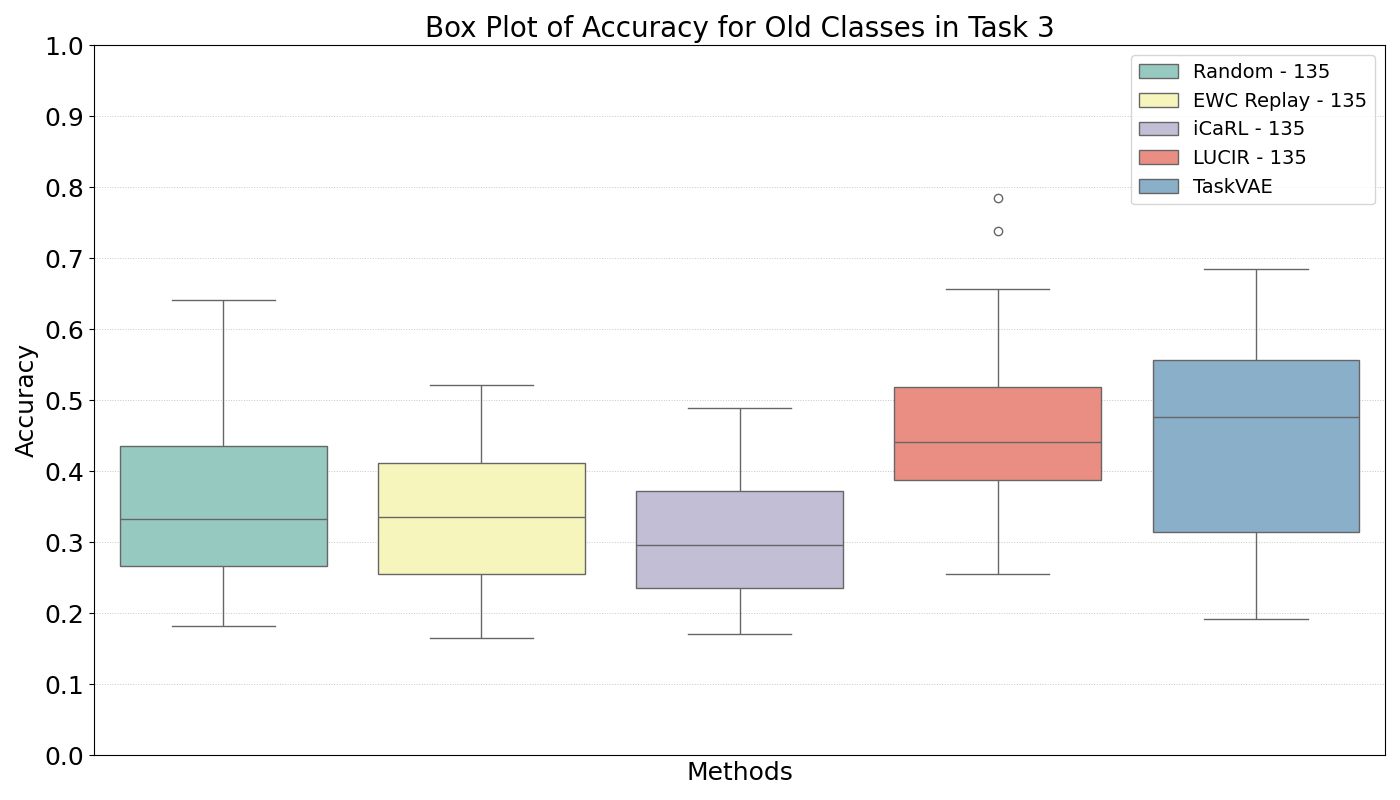 Box Plot of Accuracy for Old Classes in Task 3
1.0
0.9
0.8
0.7
0.6
0.5
0.4
0.3
0.2
0.1
0.0
Accuracy
Methods
Random - 135
EWC Replay - 135
iCaRL - 135
LUCIR - 135
TaskVAE